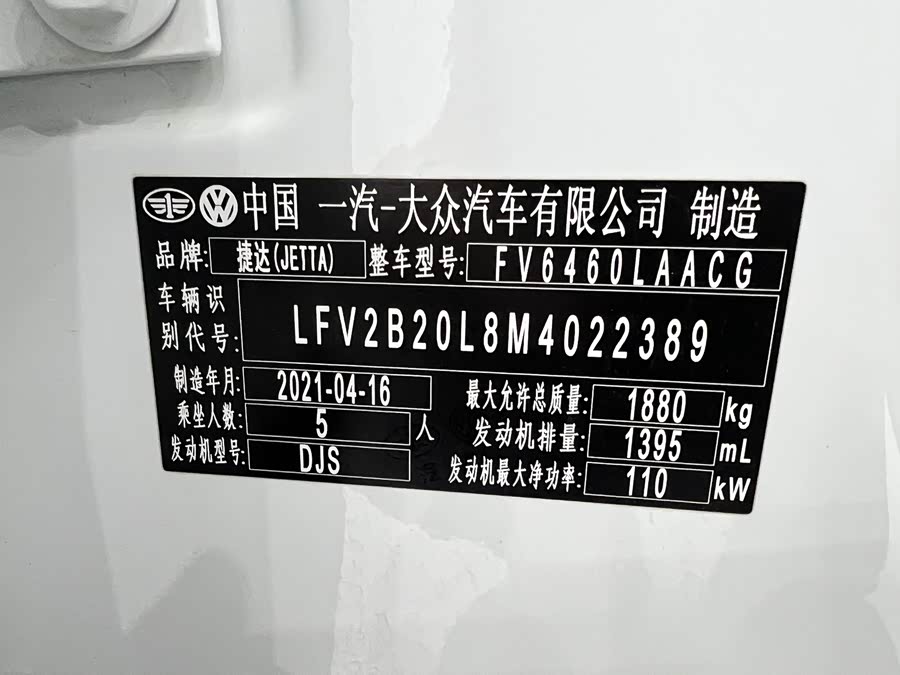 中国 一汽-大众汽车有限公司 制造
品牌: 捷达(JETTA) 整车型号: FV6460LAACG
车辆识别代号: LFV2B20L8M4022389
制造年月: 2021-04-16 最大允许总质量: 1880 kg
乘坐人数: 5 人 发动机排量: 1395 mL
发动机型号: DJS 发动机最大净功率: 110 kW